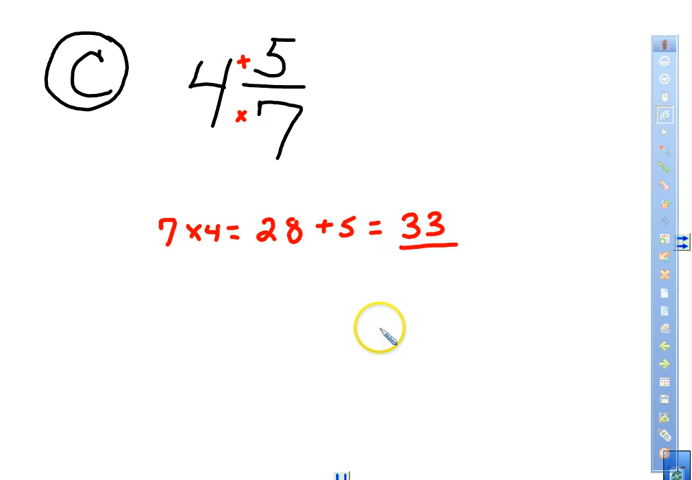 C 4 + 5
× 7
7 × 4 = 28 + 5 = 33